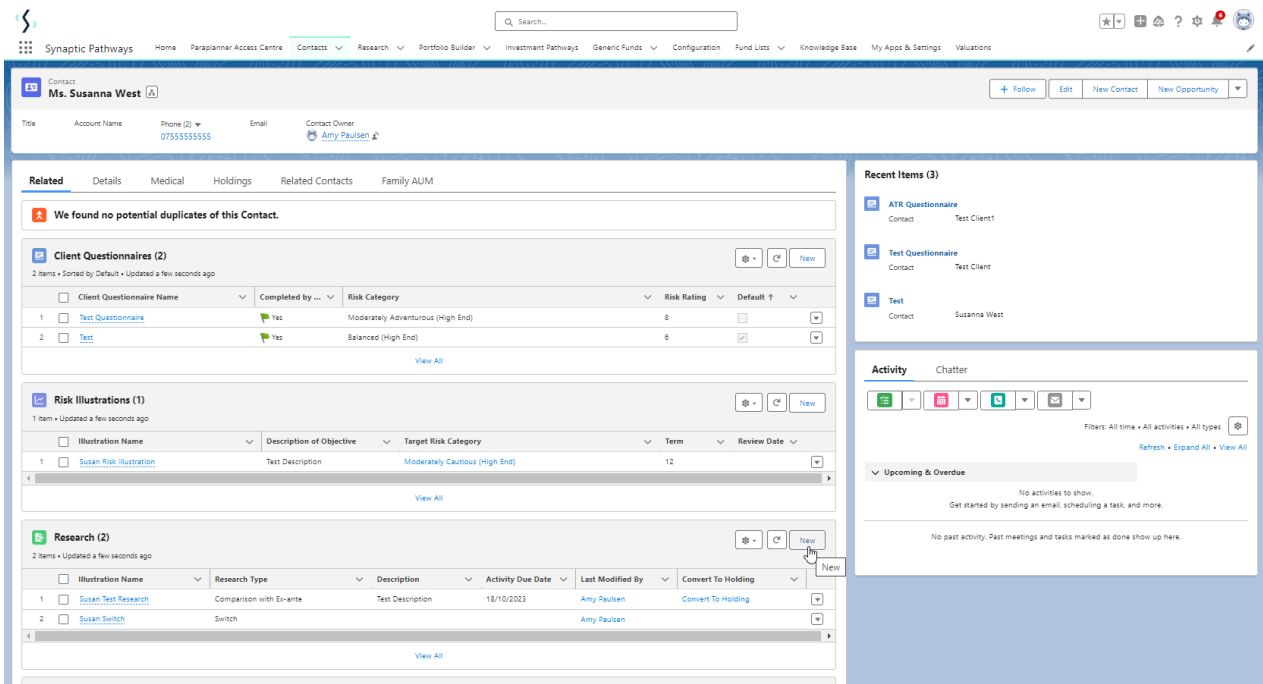 Search...
Synaptic Pathways Home Paraplanner Access Centre Contacts Research Portfolio Builder Investment Pathways Generic Funds Configuration Fund Lists Knowledge Base My Apps & Settings Valuations
Contact
Ms. Susanna West
+ Follow Edit New Contact New Opportunity
Title Account Name Phone (2) Email Contact Owner
07555555555 Amy Paulsen
Related Details Medical Holdings Related Contacts Family AUM
We found no potential duplicates of this Contact.
Client Questionnaires (2)
New
2 items • Sorted by Default • Updated a few seconds ago
Client Questionnaire Name Completed by ... Risk Category Risk Rating Default ↑
1 Test Questionnaire Yes Moderately Adventurous (High End) 8
2 Test Yes Balanced (High End) 6
View All
Risk Illustrations (1)
New
1 item • Updated a few seconds ago
Illustration Name Description of Objective Target Risk Category Term Review Date
1 Susan Risk Illustration Test Description Moderately Cautious (High End) 12
View All
Research (2)
New
2 items • Updated a few seconds ago
New
Illustration Name Research Type Description Activity Due Date Last Modified By Convert To Holding
1 Susan Test Research Comparison with Ex-ante Test Description 18/10/2023 Amy Paulsen Convert To Holding
2 Susan Switch Switch Amy Paulsen
View All
Recent Items (3)
ATR Questionnaire
Contact Test Client1
Test Questionnaire
Contact Test Client
Test
Contact Susanna West
Activity Chatter
Filters: All time • All activities • All types
Refresh • Expand All • View All
Upcoming & Overdue
No activities to show.
Get started by sending an email, scheduling a task, and more.
No past activity. Past meetings and tasks marked as done show up here.